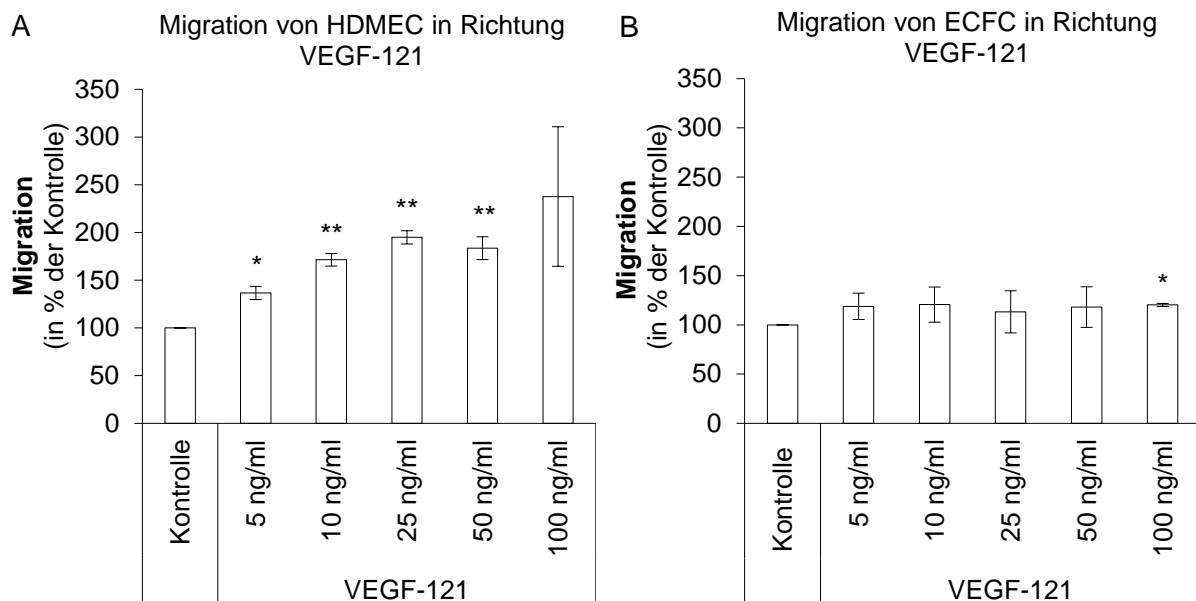 A
Migration von HDMEC in Richtung
VEGF-121
Migration
(in % der Kontrolle)
350
300
250
200
150
100
50
0
*
**
**
**
Kontrolle
5 ng/ml
10 ng/ml
25 ng/ml
50 ng/ml
100 ng/ml
VEGF-121
B
Migration von ECFC in Richtung
VEGF-121
Migration
(in % der Kontrolle)
350
300
250
200
150
100
50
0
*
Kontrolle
5 ng/ml
10 ng/ml
25 ng/ml
50 ng/ml
100 ng/ml
VEGF-121